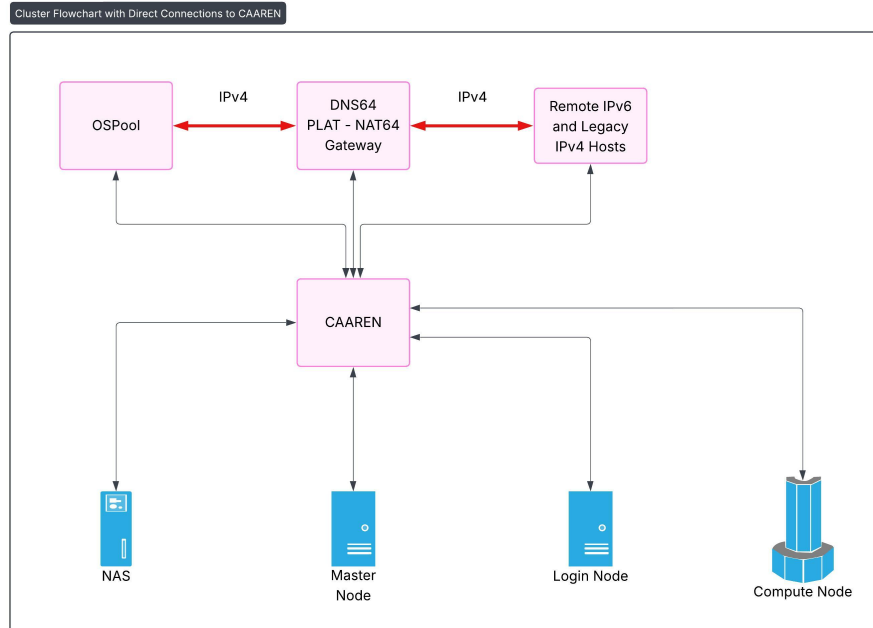 Cluster Flowchart with Direct Connections to CAAREN
IPv4
IPv4
OSPool
DNS64
PLAT - NAT64
Gateway
Remote IPv6
and Legacy
IPv4 Hosts
CAAREN
NAS
Master
Node
Login Node
Compute Node